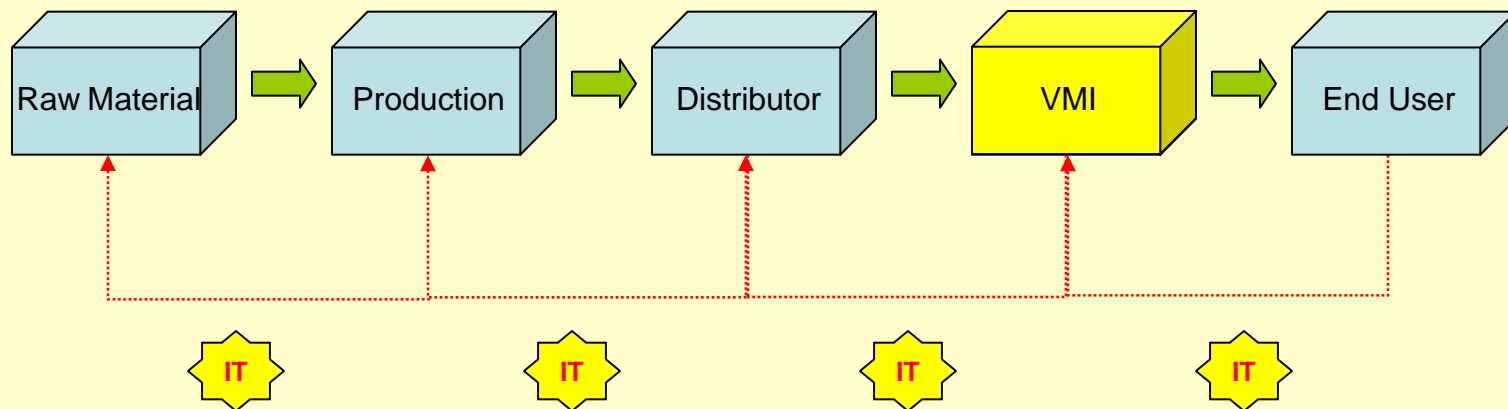 Raw Material
Production
Distributor
VMI
End User
IT
IT
IT
IT